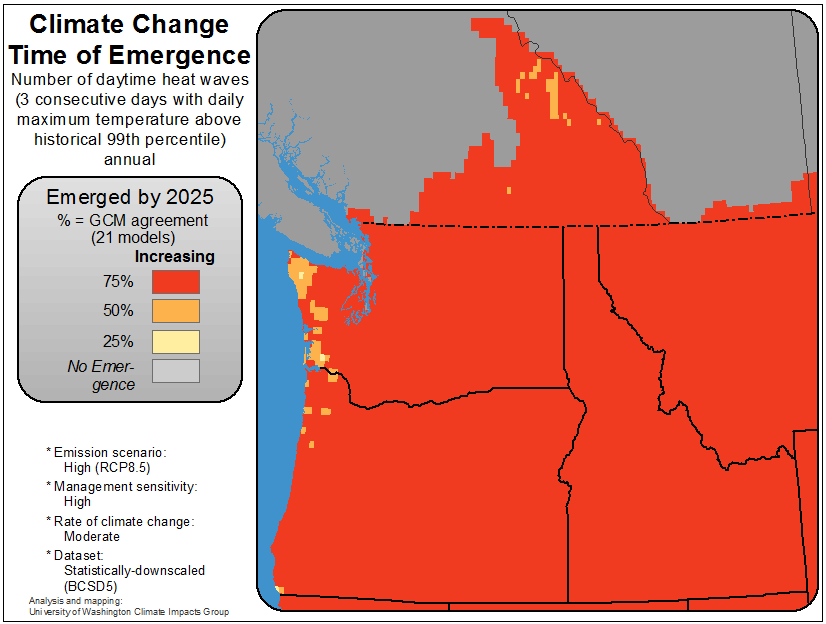 Climate Change
Time of Emergence
Number of daytime heat waves
(3 consecutive days with daily
maximum temperature above
historical 99th percentile)
annual
Emerged by 2025
% = GCM agreement
(21 models)
Increasing
75%
50%
25%
No Emer-
gence
* Emission scenario:
High (RCP8.5)
* Management sensitivity:
High
* Rate of climate change:
Moderate
* Dataset:
Statistically-downscaled
(BCSD5)
Analysis and mapping:
University of Washington Climate Impacts Group